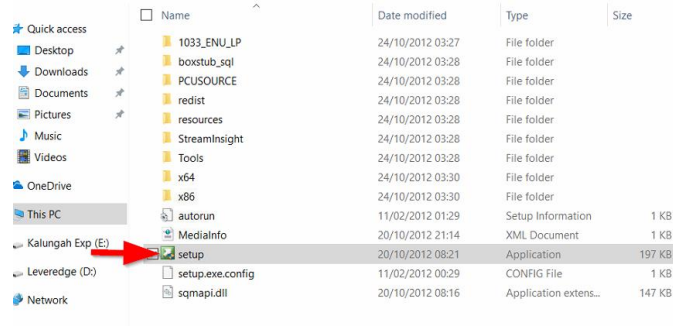 Name Date modified Type Size
Quick access
Desktop
Downloads
Documents
Pictures
Music
Videos
OneDrive
This PC
Kalungah Exp (E:)
Leveredge (D:)
Network
1033_ENU_LP 24/10/2012 03:27 File folder
boxstub_sql 24/10/2012 03:28 File folder
PCUSOURCE 24/10/2012 03:28 File folder
redist 24/10/2012 03:28 File folder
resources 24/10/2012 03:28 File folder
StreamInsight 24/10/2012 03:28 File folder
Tools 24/10/2012 03:28 File folder
x64 24/10/2012 03:30 File folder
x86 24/10/2012 03:30 File folder
autorun 11/02/2012 01:29 Setup Information 1 KB
MediaInfo 20/10/2012 21:14 XML Document 1 KB
setup 20/10/2012 08:21 Application 197 KB
setup.exe.config 11/02/2012 00:29 CONFIG File 1 KB
sqmapi.dll 20/10/2012 08:16 Application extens... 147 KB